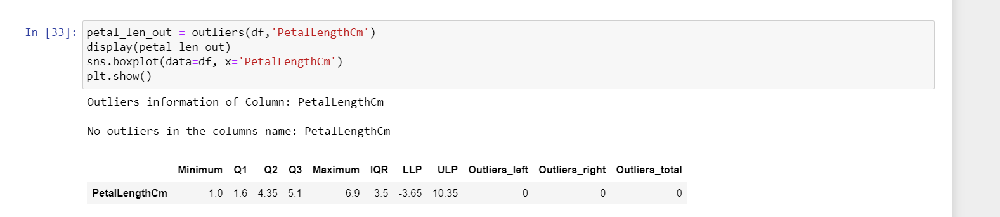 In [33]: petal_len_out = outliers(df,'PetalLengthCm')
display(petal_len_out)
sns.boxplot(data=df, x='PetalLengthCm')
plt.show()
Outliers information of Column: PetalLengthCm
No outliers in the columns name: PetalLengthCm
Minimum Q1 Q2 Q3 Maximum IQR LLP ULP Outliers_left Outliers_right Outliers_total
PetalLengthCm 1.0 1.6 4.35 5.1 6.9 3.5 -3.65 10.35 0 0 0